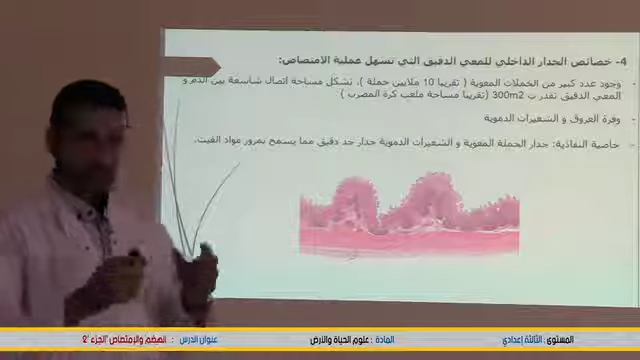 4- خصائص الجدار الداخلي للمعي الدقيق التي تسهل عملية الامتصاص:
- وجود عدد كبير من الخملات المعوية ( تقريبا 10 ملايين خملة )، تشكل مساحة اتصال شاسعة بين الدم و
المعي الدقيق تقدر ب 300m2 (تقريبا مساحة ملعب كرة المضرب )
- وفرة العروق و الشعيرات الدموية
- خاصية النفاذية: جدار الخملة المعوية و الشعيرات الدموية جدار جد دقيق مما يسمح بمرور مواد القيت.
المستوى : الثالثة إعدادي
المادة : علوم الحياة والارض
عنوان الدرس : الهضم والإمتصاص "الجزء 2"